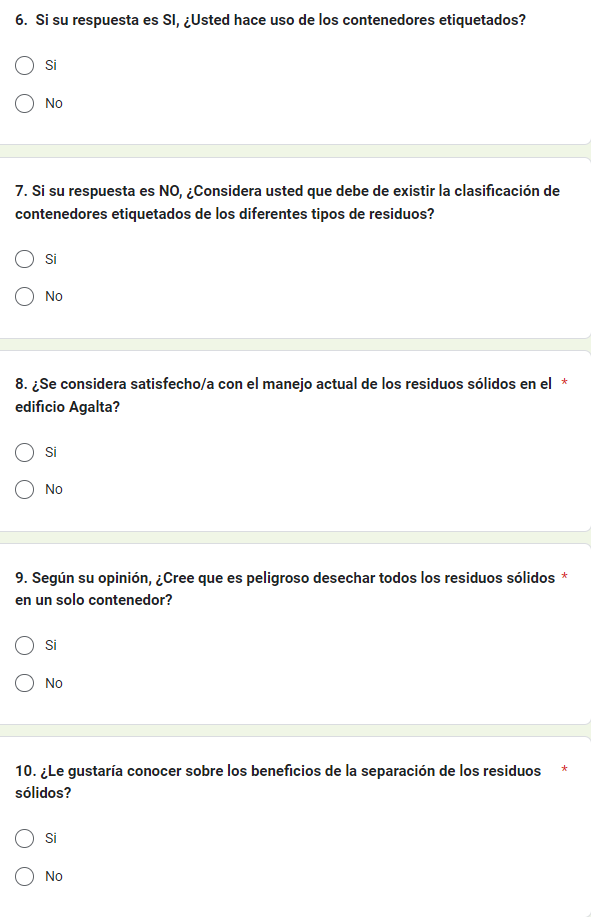 6. Si su respuesta es SI, ¿Usted hace uso de los contenedores etiquetados?
Si
No
7. Si su respuesta es NO, ¿Considera usted que debe de existir la clasificación de
contenedores etiquetados de los diferentes tipos de residuos?
Si
No
8. ¿Se considera satisfecho/a con el manejo actual de los residuos sólidos en el *
edificio Agalta?
Si
No
9. Según su opinión, ¿Cree que es peligroso desechar todos los residuos sólidos *
en un solo contenedor?
Si
No
10. ¿Le gustaría conocer sobre los beneficios de la separación de los residuos *
sólidos?
Si
No